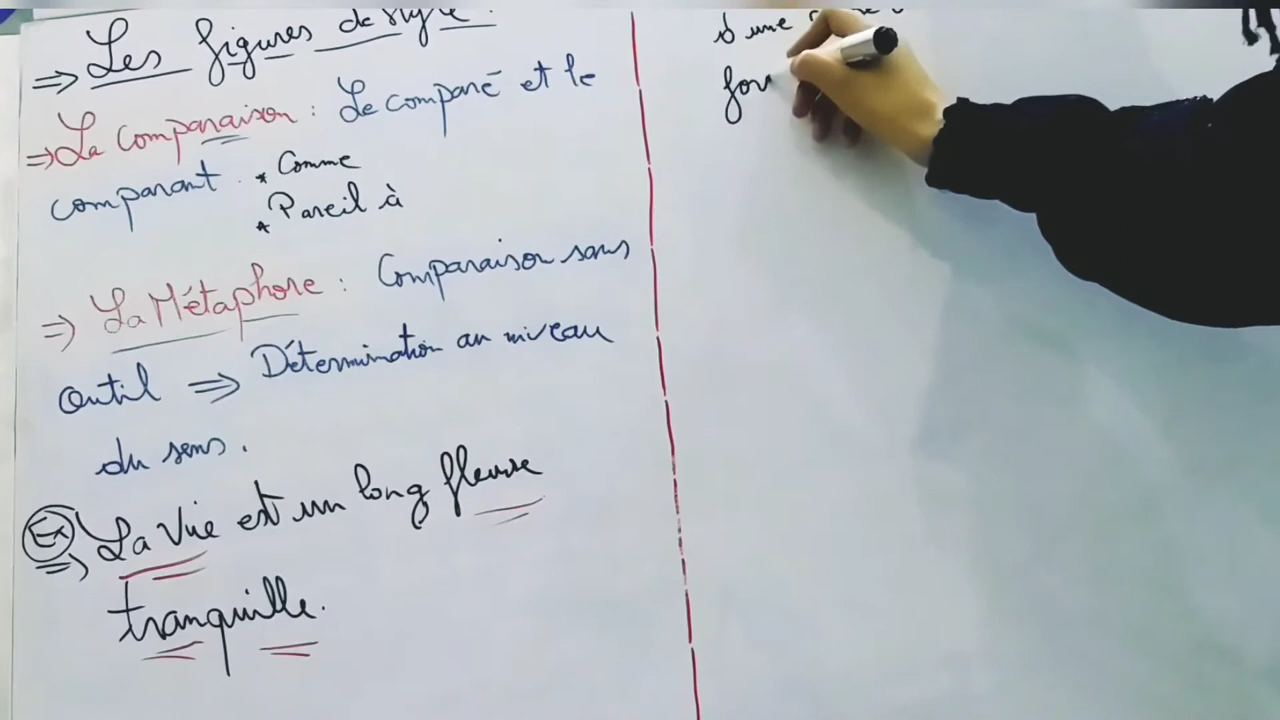 ⇒ Les figures de style :
⇒ La comparaison : Le comparé et le
comparant. * Comme
* Pareil à
⇒ La Métaphore : Comparaison sans
outil ⇒ Détermination au niveau
du sens.
Ex ⇒ La Vie est un long fleuve
tranquille.
d'une